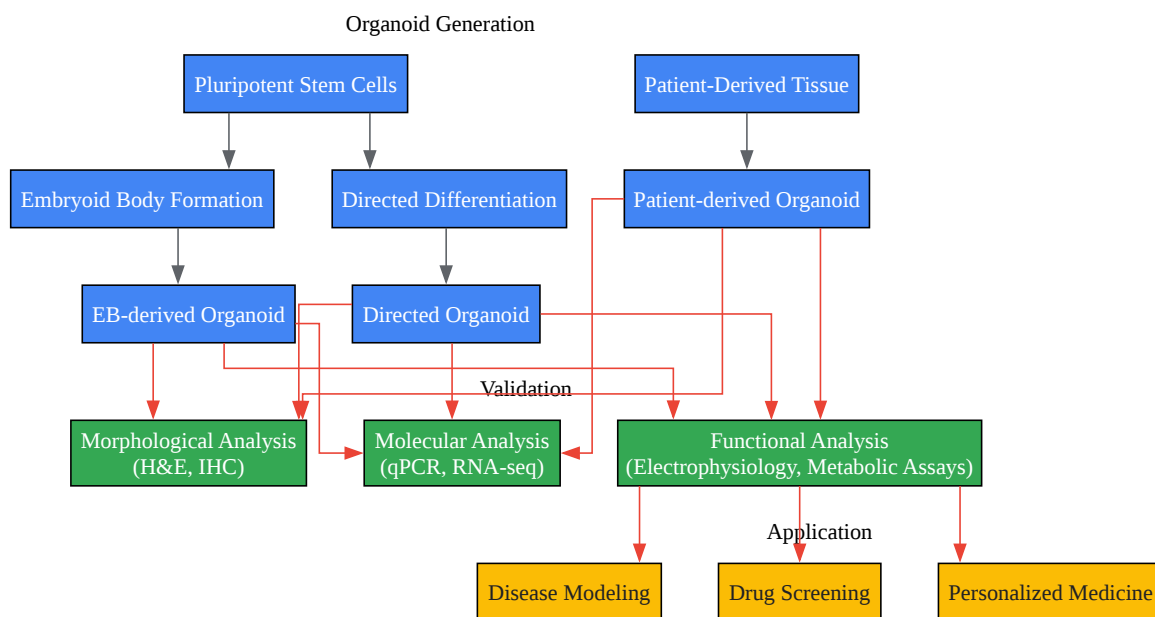 Organoid Generation
Pluripotent Stem Cells
Patient-Derived Tissue
Embryoid Body Formation
Directed Differentiation
Patient-derived Organoid
EB-derived Organoid
Directed Organoid
Validation
Morphological Analysis
(H&E, IHC)
Molecular Analysis
(qPCR, RNA-seq)
Functional Analysis
(Electrophysiology, Metabolic Assays)
Application
Disease Modeling
Drug Screening
Personalized Medicine